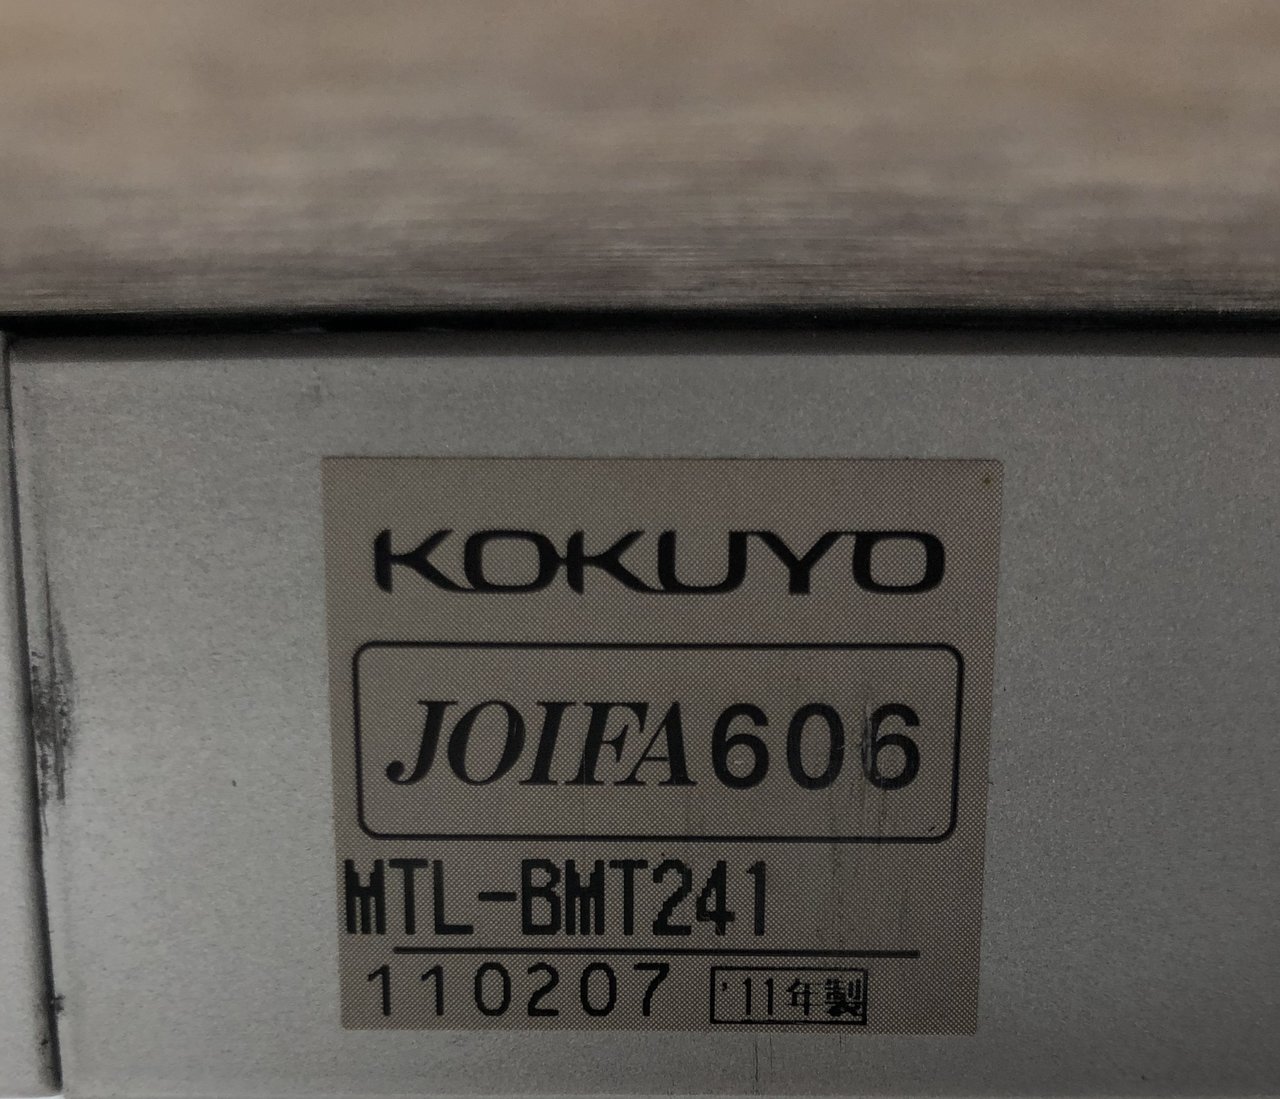 KOKUYO
JOIFA606
MTL-BMT241
110207 '11年製